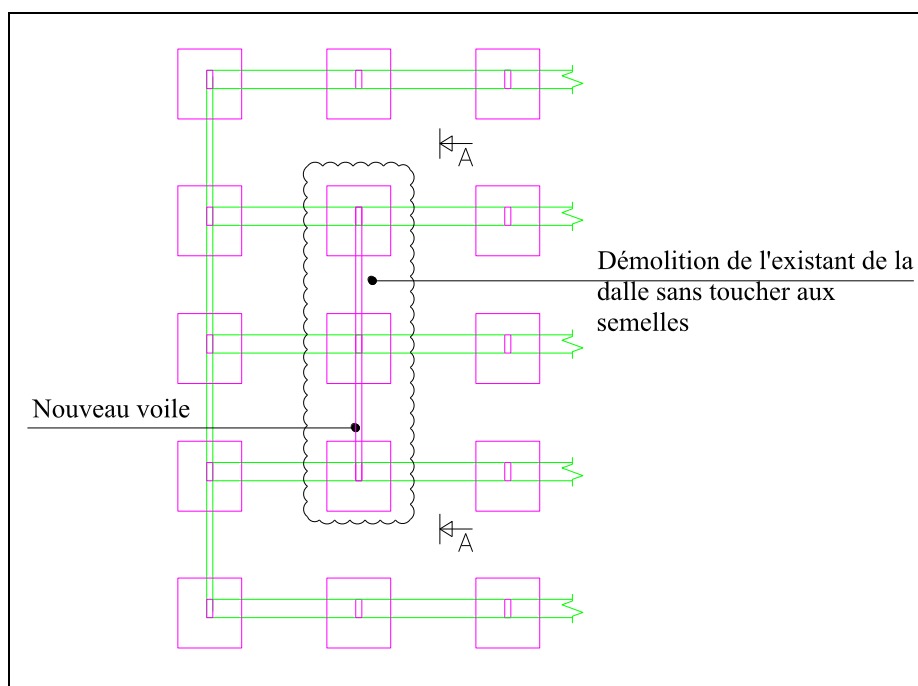 A
Démolition de l'existant de la
dalle sans toucher aux
semelles
Nouveau voile
A